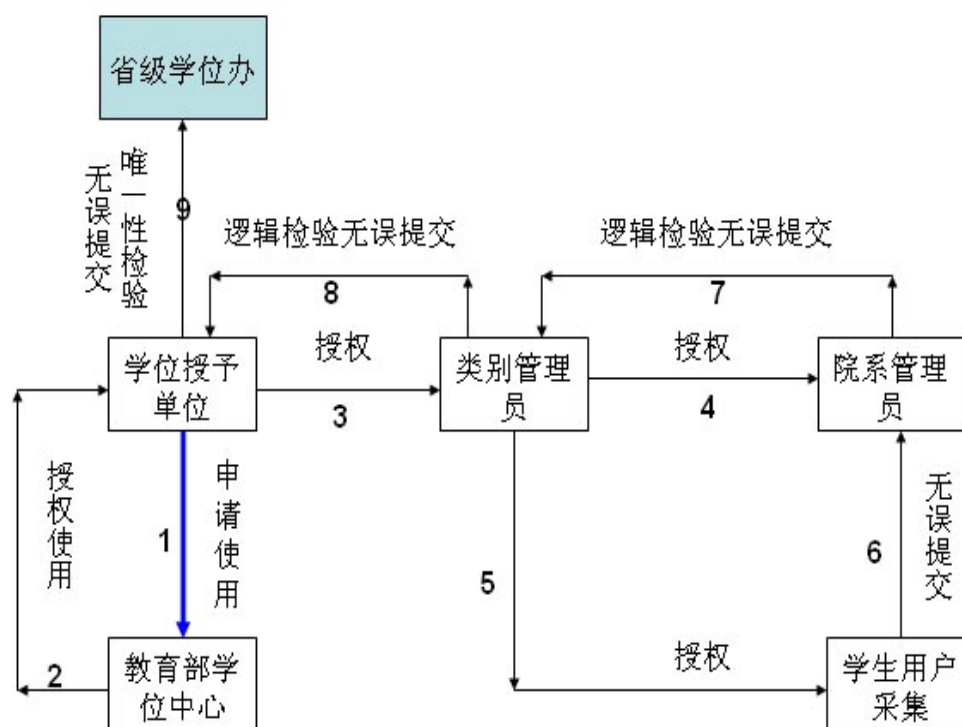 省级学位办
唯一性检验
无误提交
9
逻辑检验无误提交
逻辑检验无误提交
8
7
授权
授权
学位授予
单位
类别管理
员
院系管理
员
3
4
授权使用
1
申请使用
5
6
无误提交
授权
2
教育部学
位中心
学生用户
采集